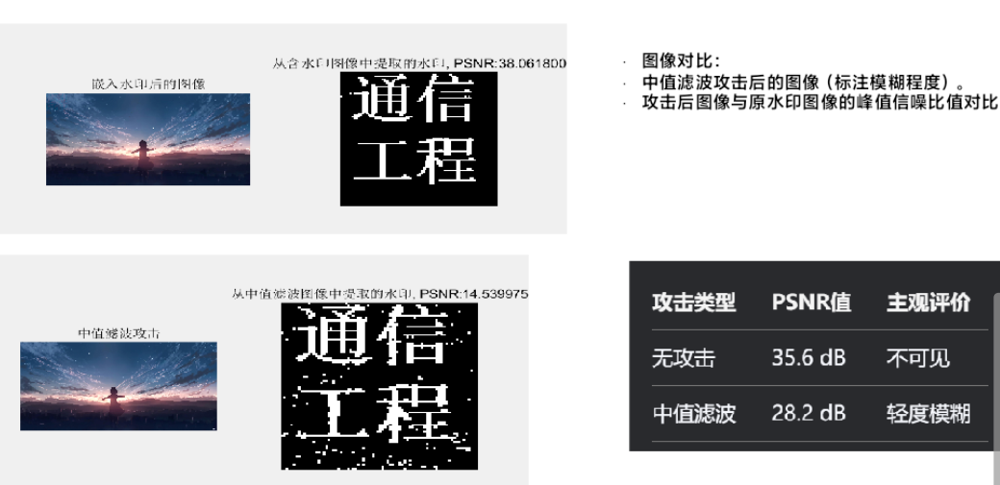 嵌入水印后的图像
从含水印图像中提取的水印, PSNR:38.061800
通信
工程
· 图像对比：
· 中值滤波攻击后的图像（标注模糊程度）。
· 攻击后图像与原水印图像的峰值信噪比值对比
中值滤波攻击
从中值滤波图像中提取的水印, PSNR:14.539975
通信
工程
攻击类型 PSNR值 主观评价
无攻击 35.6 dB 不可见
中值滤波 28.2 dB 轻度模糊